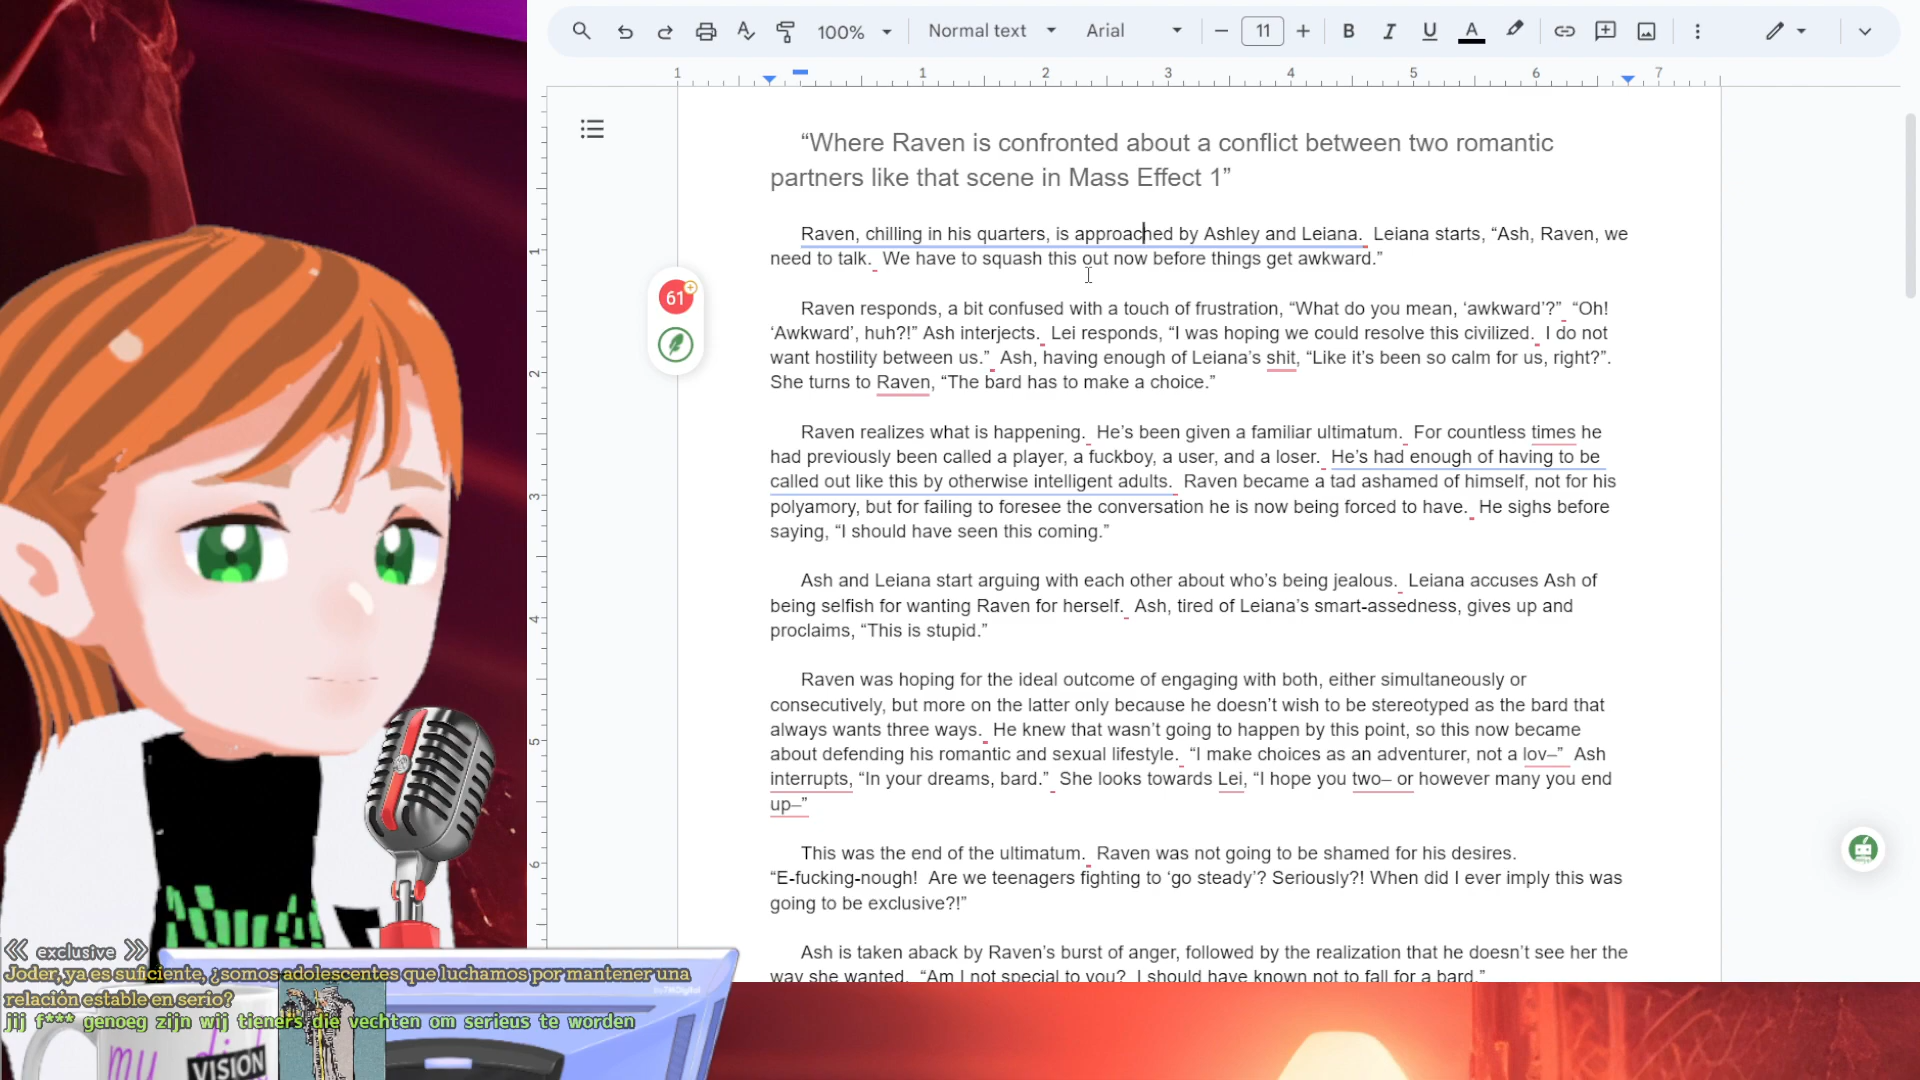 100%
Normal text
Arial
11
B I U A
1 1 2 3 4 5 6 7
“Where Raven is confronted about a conflict between two romantic
partners like that scene in Mass Effect 1”
Raven, chilling in his quarters, is approached by Ashley and Leiana.  Leiana starts, “Ash, Raven, we
need to talk.  We have to squash this out now before things get awkward.”
61
Raven responds, a bit confused with a touch of frustration, “What do you mean, ‘awkward’?”  “Oh!
‘Awkward’, huh?!” Ash interjects.  Lei responds, “I was hoping we could resolve this civilized.  I do not
want hostility between us.”  Ash, having enough of Leiana’s shit, “Like it’s been so calm for us, right?”.
She turns to Raven, “The bard has to make a choice.”
Raven realizes what is happening.  He’s been given a familiar ultimatum.  For countless times he
had previously been called a player, a fuckboy, a user, and a loser.  He’s had enough of having to be
called out like this by otherwise intelligent adults.  Raven became a tad ashamed of himself, not for his
polyamory, but for failing to foresee the conversation he is now being forced to have.  He sighs before
saying, “I should have seen this coming.”
Ash and Leiana start arguing with each other about who’s being jealous.  Leiana accuses Ash of
being selfish for wanting Raven for herself.  Ash, tired of Leiana’s smart-assedness, gives up and
proclaims, “This is stupid.”
Raven was hoping for the ideal outcome of engaging with both, either simultaneously or
consecutively, but more on the latter only because he doesn’t wish to be stereotyped as the bard that
always wants three ways.  He knew that wasn’t going to happen by this point, so this now became
about defending his romantic and sexual lifestyle.  “I make choices as an adventurer, not a lov–”  Ash
interrupts, “In your dreams, bard.”  She looks towards Lei, “I hope you two– or however many you end
up–”
This was the end of the ultimatum.  Raven was not going to be shamed for his desires.
“E-fucking-nough!  Are we teenagers fighting to ‘go steady’? Seriously?! When did I ever imply this was
going to be exclusive?!”
Ash is taken aback by Raven’s burst of anger, followed by the realization that he doesn’t see her the
way she wanted.  “Am I not special to you?  I should have known not to fall for a bard.”
1
2
3
4
5
6
« exclusive »
Joder, ya es suficiente, ¿somos adolescentes que luchamos por mantener una
relación estable en serio?
jij f*** genoeg zijn wij tieners die vechten om serieus te worden
my
VISION